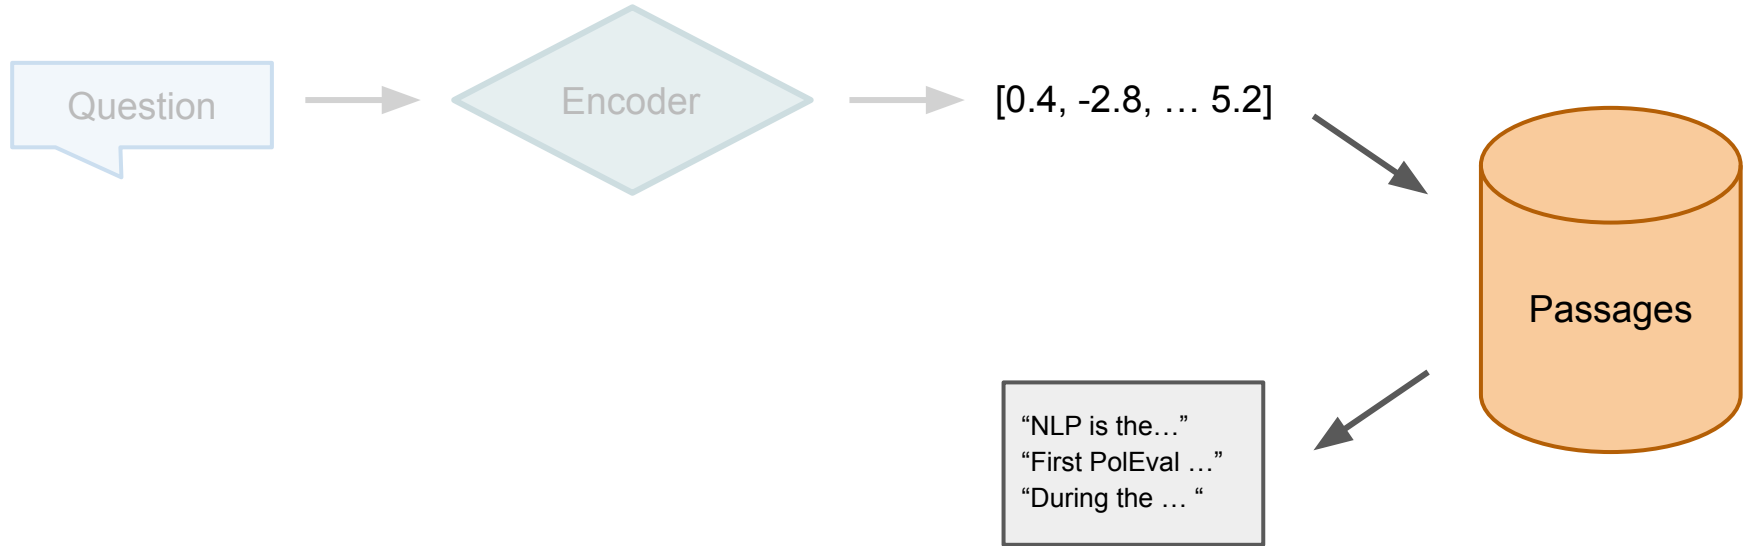 Question
Encoder
[0.4, -2.8, … 5.2]
Passages
“NLP is the…”
“First PolEval …”
“During the … “